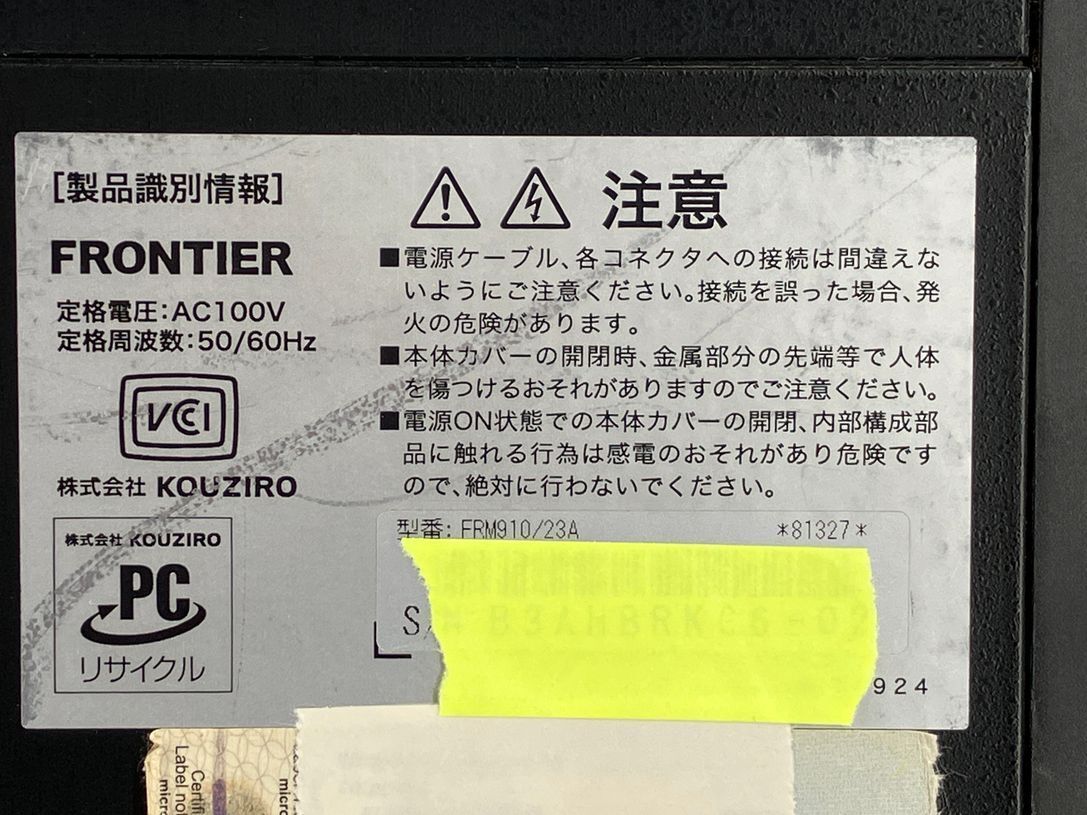 [製品識別情報]
FRONTIER
定格電圧:AC100V
定格周波数:50/60Hz
VCCI
株式会社 KOUZIRO
株式会社 KOUZIRO
PC
リサイクル
注意
■電源ケーブル、各コネクタへの接続は間違えな
いようにご注意ください。接続を誤った場合、発
火の危険があります。
■本体カバーの開閉時、金属部分の先端等で人体
を傷つけるおそれがありますのでご注意ください。
■電源ON状態での本体カバーの開閉、内部構成部
品に触れる行為は感電のおそれがあり危険です
ので、絶対に行わないでください。
型番: FRM910/23A *81327*
924
Label not